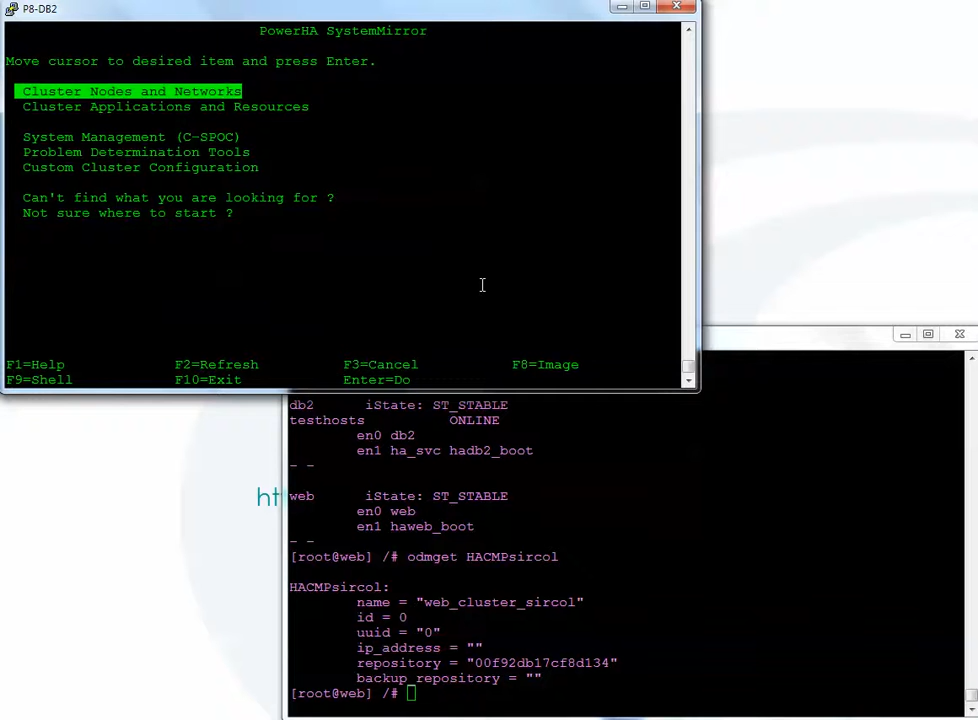 P8-DB2
PowerHA SystemMirror
Move cursor to desired item and press Enter.
Cluster Nodes and Networks
Cluster Applications and Resources
System Management (C-SPOC)
Problem Determination Tools
Custom Cluster Configuration
Can't find what you are looking for ?
Not sure where to start ?
F1=Help F2=Refresh F3=Cancel F8=Image
F9=Shell F10=Exit Enter=Do
db2 iState: ST_STABLE
testhosts ONLINE
en0 db2
en1 ha_svc hadb2_boot
- -
web iState: ST_STABLE
en0 web
en1 haweb_boot
- -
[root@web] /# odmget HACMPsircol
HACMPsircol:
name = "web_cluster_sircol"
id = 0
uuid = "0"
ip_address = ""
repository = "00f92db17cf8d134"
backup_repository = ""
[root@web] /#